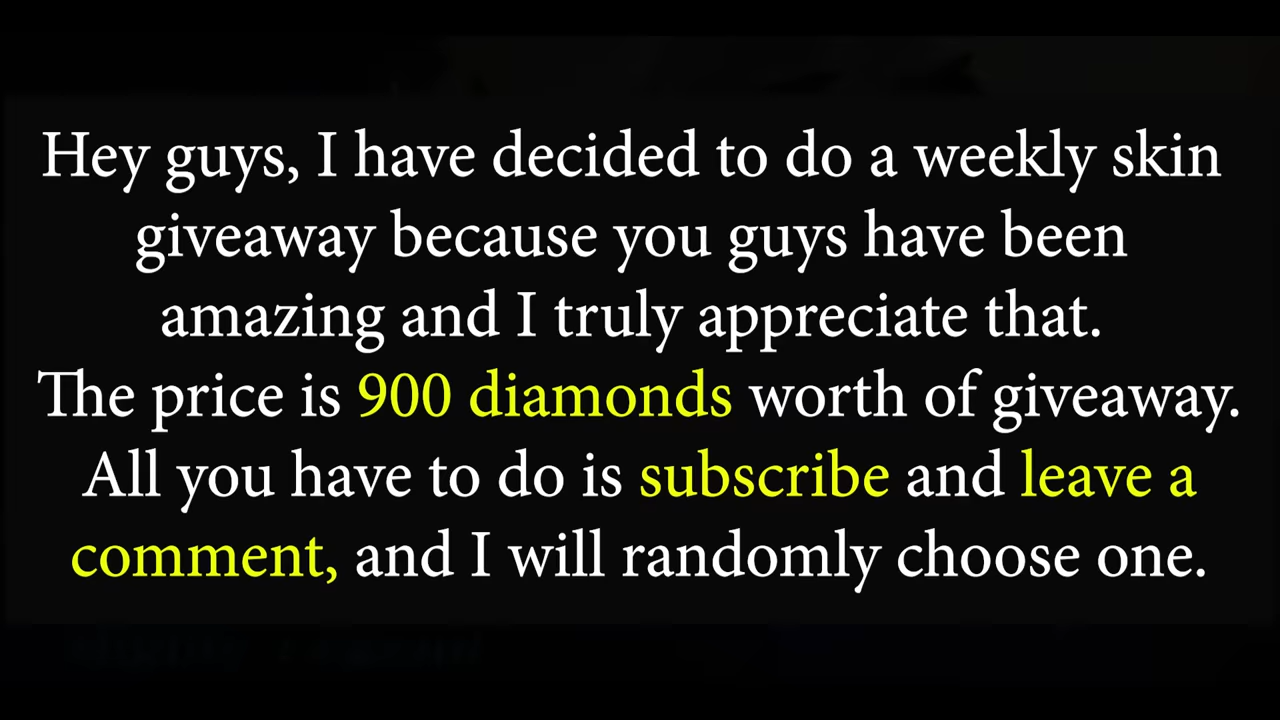 Hey guys, I have decided to do a weekly skin
giveaway because you guys have been
amazing and I truly appreciate that.
The price is 900 diamonds worth of giveaway.
All you have to do is subscribe and leave a
comment, and I will randomly choose one.